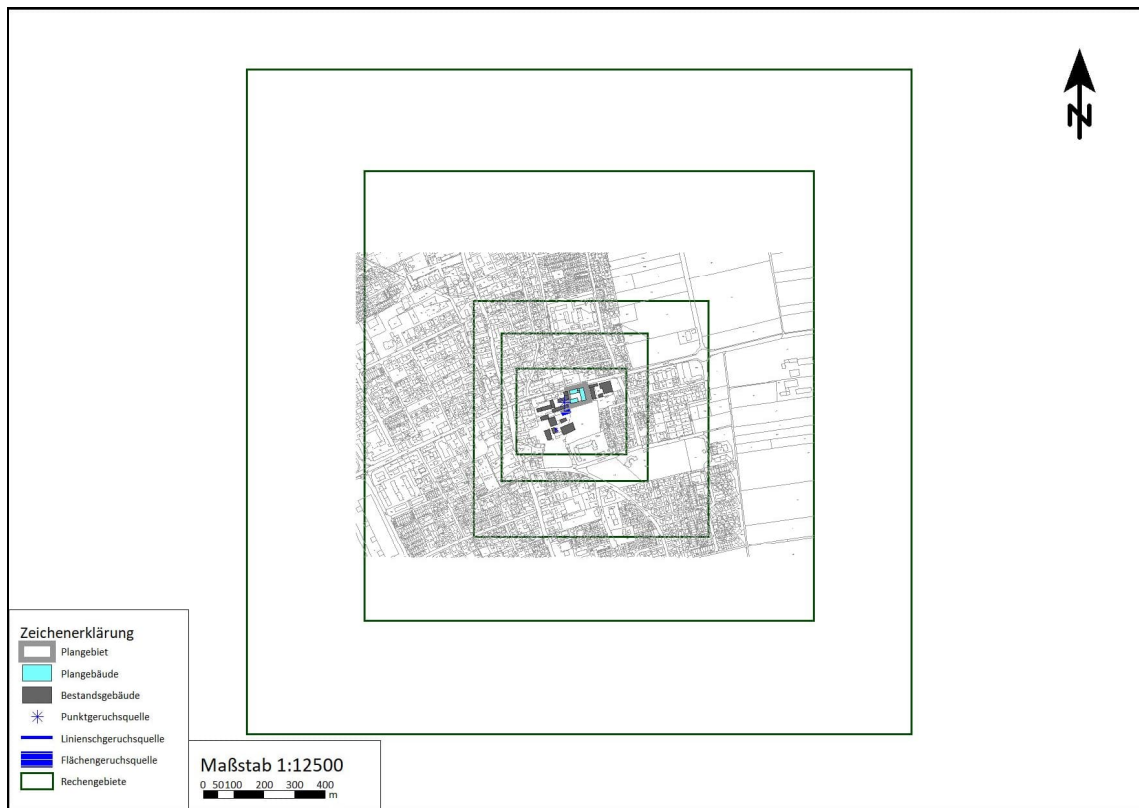 N
Zeichenerklärung
Plangebiet
Plangebäude
Bestandsgebäude
Punktgeruchsquelle
Linienschgeruchsquelle
Flächengeruchsquelle
Rechengebiete
Maßstab 1:12500
0 50100 200 300 400
m